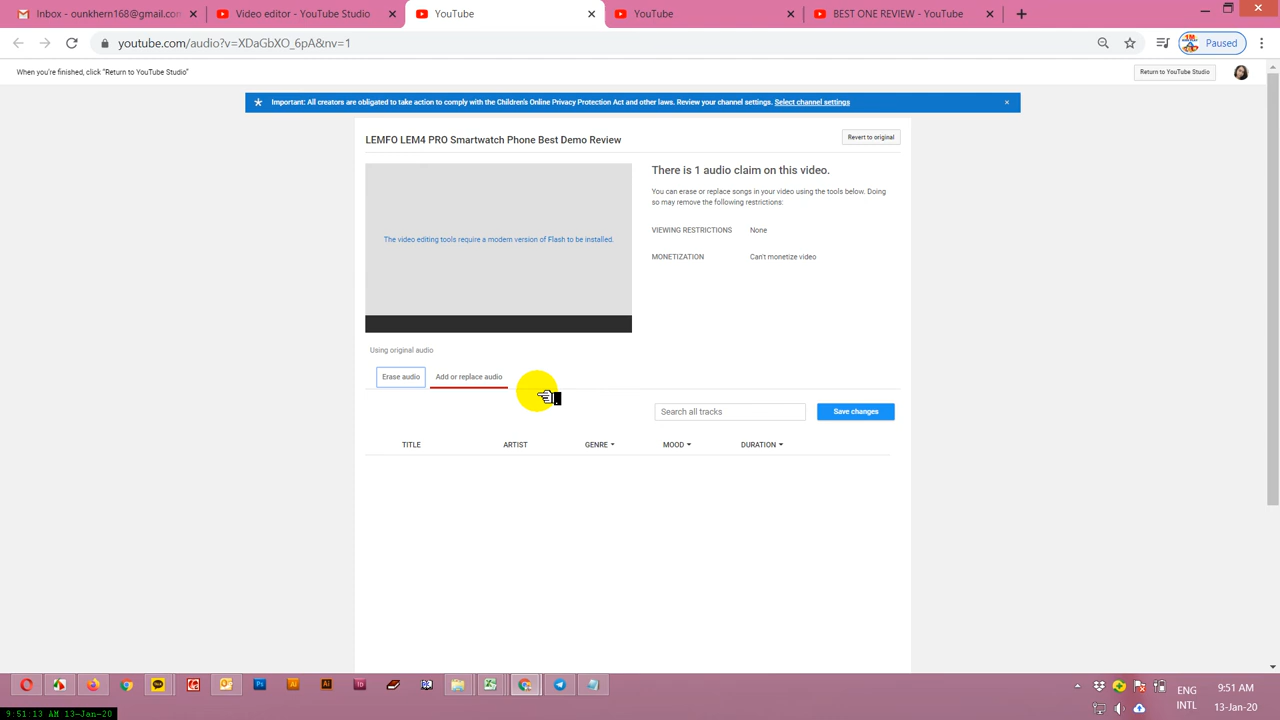 Inbox - ounkhern168@gmail.com
Video editor - YouTube Studio
YouTube
YouTube
BEST ONE REVIEW - YouTube
youtube.com/audio?v=XDaGbXO_6pA&nv=1
Paused
When you're finished, click "Return to YouTube Studio"
Return to YouTube Studio
Important: All creators are obligated to take action to comply with the Children's Online Privacy Protection Act and other laws. Review your channel settings. Select channel settings
LEMFO LEM4 PRO Smartwatch Phone Best Demo Review
Revert to original
There is 1 audio claim on this video.
You can erase or replace songs in your video using the tools below. Doing
so may remove the following restrictions:
The video editing tools require a modern version of Flash to be installed.
VIEWING RESTRICTIONS None
MONETIZATION Can't monetize video
Using original audio
Erase audio
Add or replace audio
Search all tracks
Save changes
TITLE ARTIST GENRE MOOD DURATION
ENG
INTL
9:51 AM
13-Jan-20
9:51:13 AM 13-Jan-20